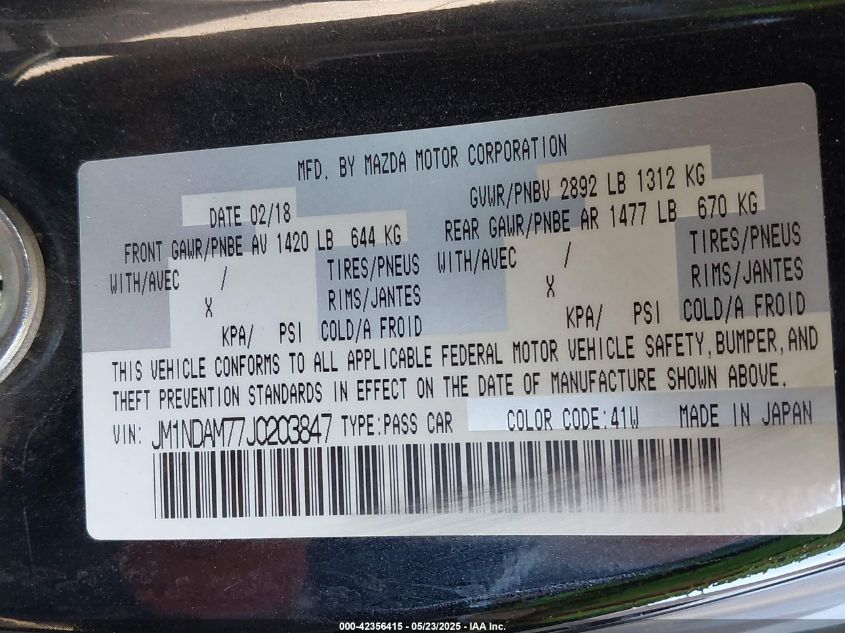 MFD. BY MAZDA MOTOR CORPORATION
DATE 02/18
GVWR/PNBV 2892 LB 1312 KG
FRONT GAWR/PNBE AV 1420 LB 644 KG
REAR GAWR/PNBE AR 1477 LB 670 KG
WITH/AVEC / TIRES/PNEUS
WITH/AVEC / TIRES/PNEUS
X RIMS/JANTES
X RIMS/JANTES
KPA/ PSI COLD/A FROID
KPA/ PSI COLD/A FROID
THIS VEHICLE CONFORMS TO ALL APPLICABLE FEDERAL MOTOR VEHICLE SAFETY, BUMPER, AND
THEFT PREVENTION STANDARDS IN EFFECT ON THE DATE OF MANUFACTURE SHOWN ABOVE.
VIN: JM1NDAM77J0203847 TYPE:PASS CAR COLOR CODE:41W MADE IN JAPAN
000-42356415 - 05/23/2025 - IAA Inc.